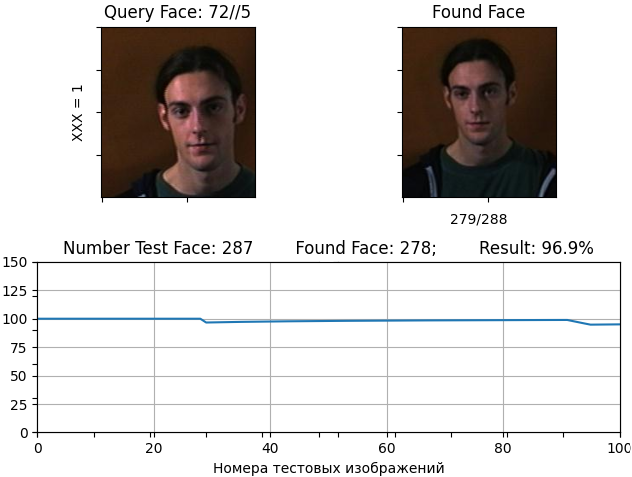 Query Face: 72//5
Found Face
XXX = 1
279/288
Number Test Face: 287 Found Face: 278; Result: 96.9%
150
125
100
75
50
25
0
0 20 40 60 80 100
Номера тестовых изображений